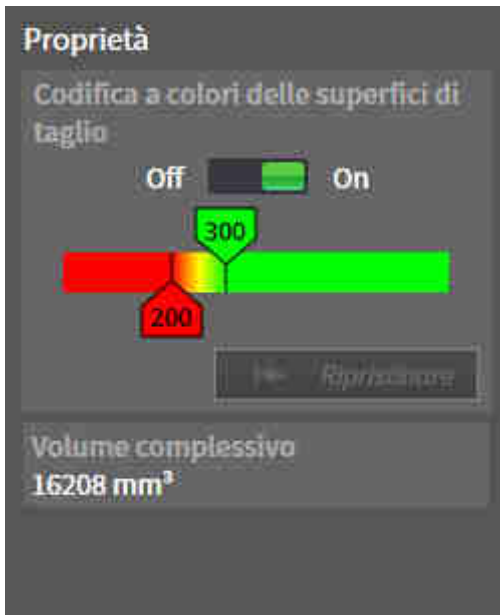 Proprietà
Codifica a colori delle superfici di
taglio
Off On
300
200
Ripristinare
Volume complessivo
16208 mm³